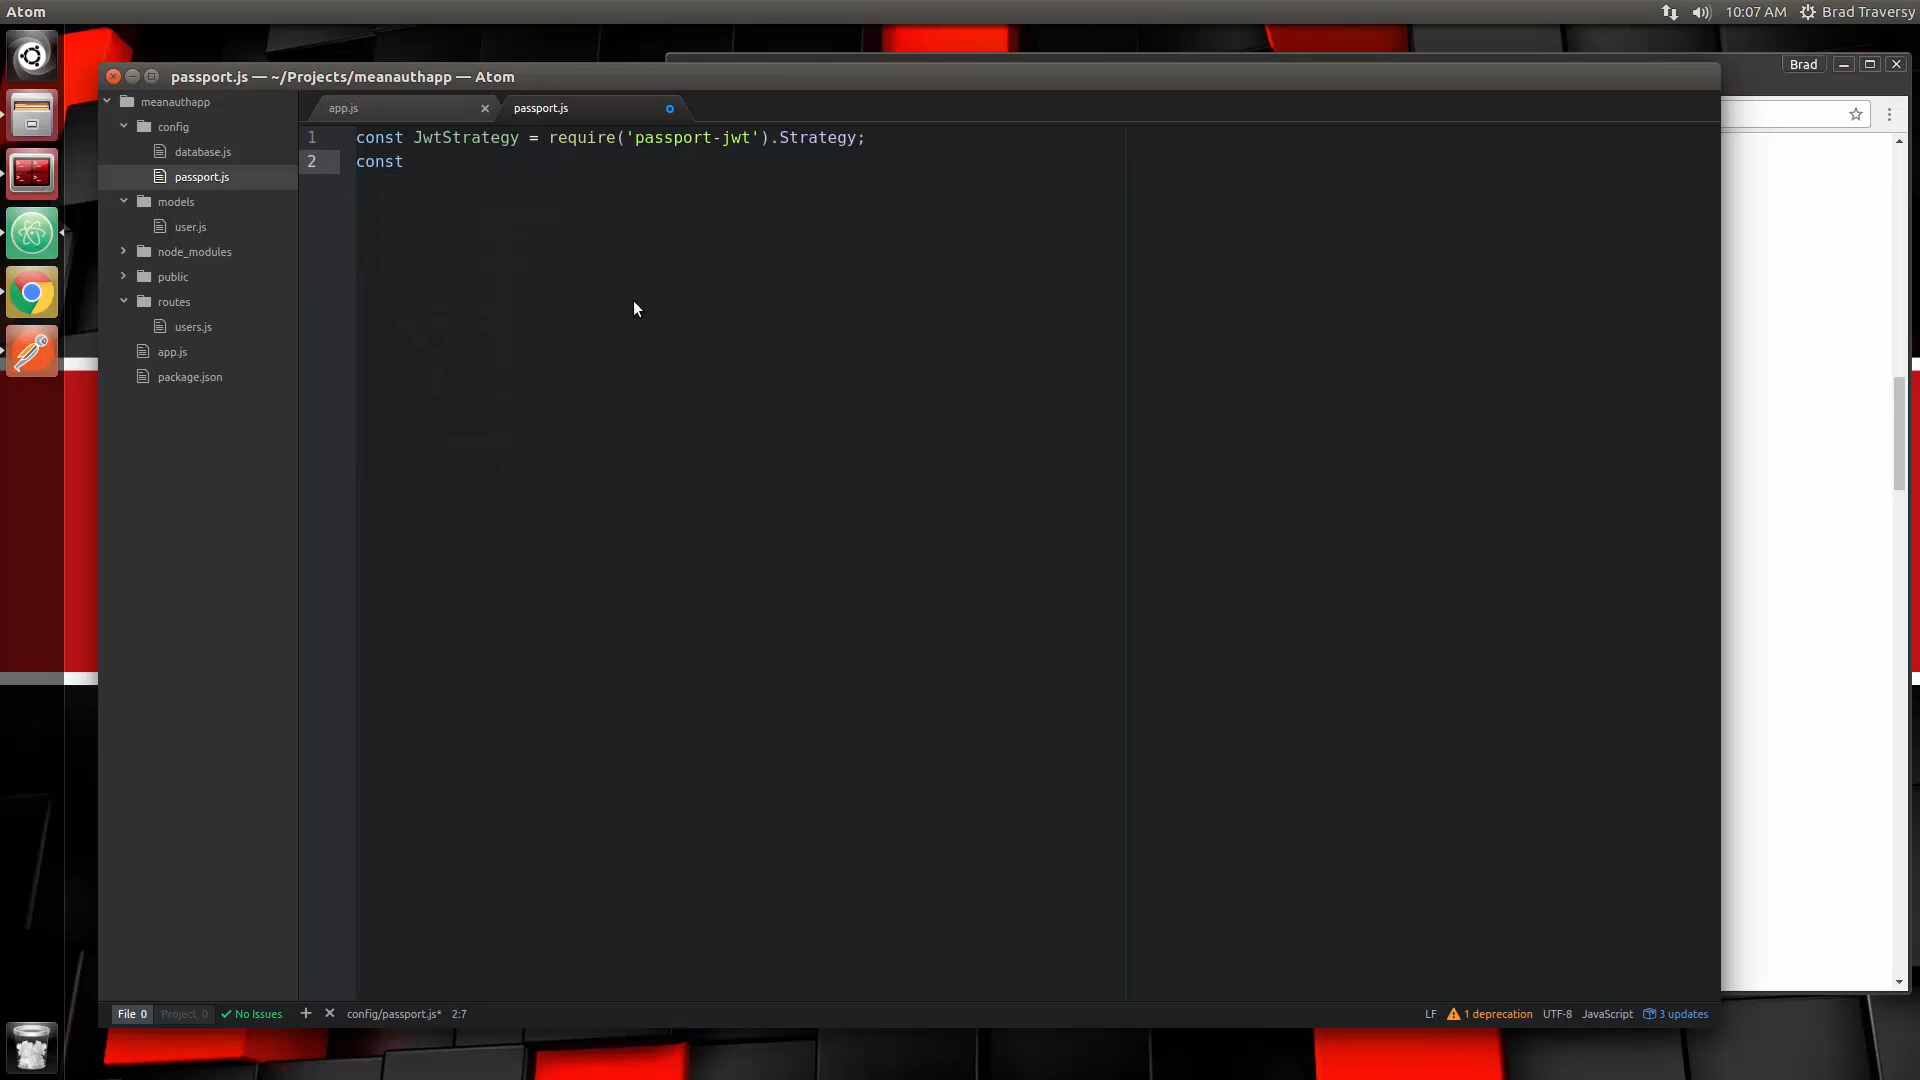 Atom
10:07 AM
Brad Traversy
passport.js — ~/Projects/meanauthapp — Atom
Brad
meanauthapp
config
database.js
passport.js
models
user.js
node_modules
public
routes
users.js
app.js
package.json
app.js
passport.js
1 const JwtStrategy = require('passport-jwt').Strategy;
2 const
File 0
Project 0
No Issues
config/passport.js*
2:7
LF
1 deprecation
UTF-8
JavaScript
3 updates